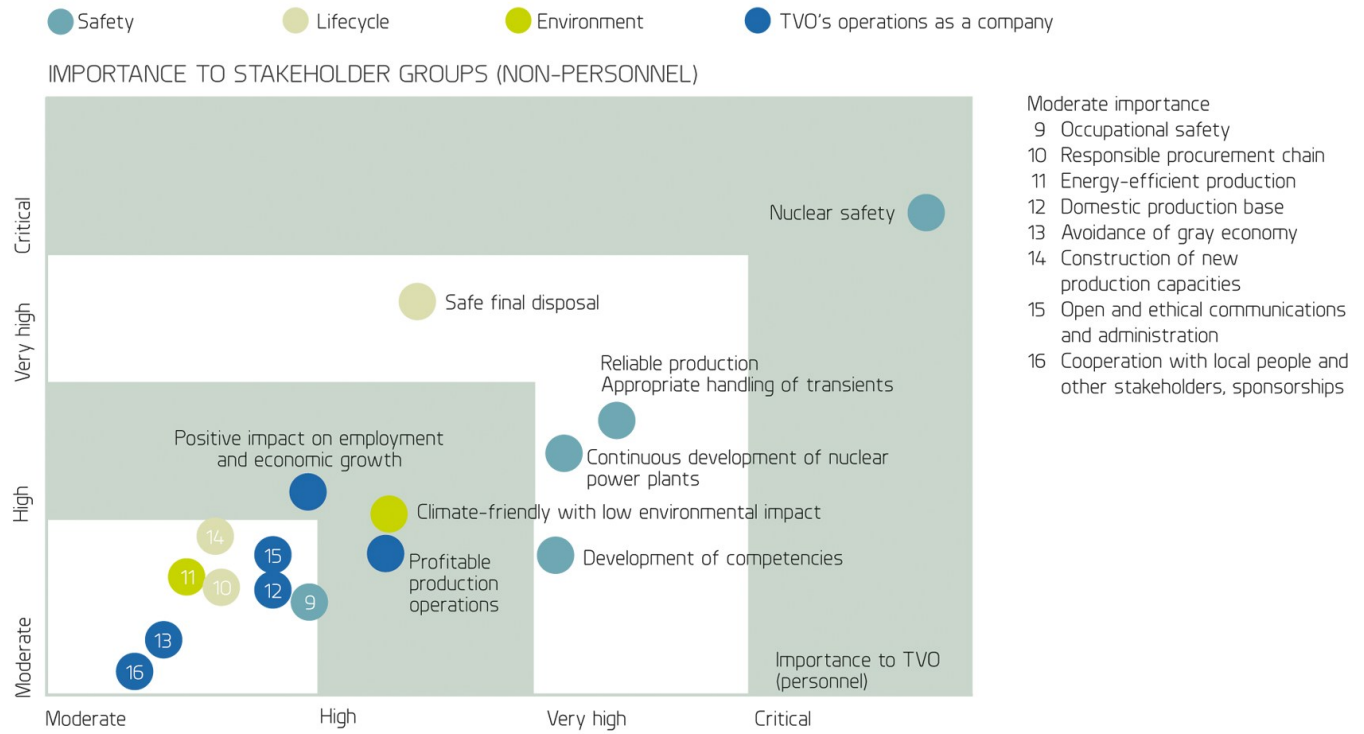 Safety
Lifecycle
Environment
TVO's operations as a company
IMPORTANCE TO STAKEHOLDER GROUPS (NON-PERSONNEL)
Critical
Very high
High
Moderate
Nuclear safety
Safe final disposal
Reliable production
Appropriate handling of transients
Positive impact on employment
and economic growth
Continuous development of nuclear
power plants
Climate-friendly with low environmental impact
Development of competencies
Profitable
production
operations
14
15
11
10
12
9
13
16
Importance to TVO
(personnel)
Moderate
High
Very high
Critical
Moderate importance
9 Occupational safety
10 Responsible procurement chain
11 Energy-efficient production
12 Domestic production base
13 Avoidance of gray economy
14 Construction of new
production capacities
15 Open and ethical communications
and administration
16 Cooperation with local people and
other stakeholders, sponsorships